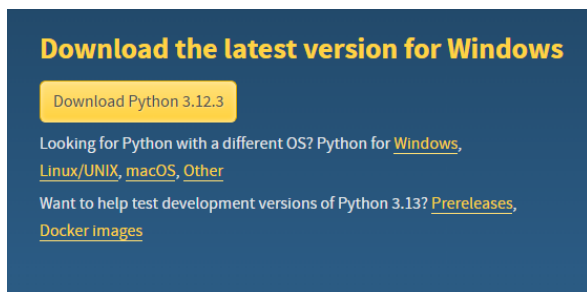 Download the latest version for Windows
Download Python 3.12.3
Looking for Python with a different OS? Python for Windows,
Linux/UNIX, macOS, Other
Want to help test development versions of Python 3.13? Prereleases,
Docker images